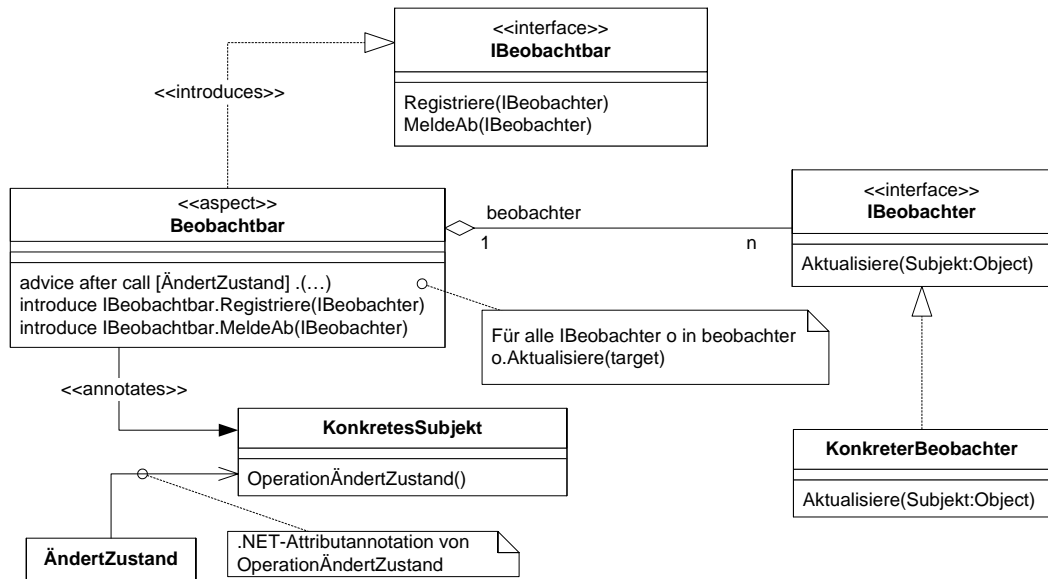 <<interface>>
IBeobachtbar
Registriere(IBeobachter)
MeldeAb(IBeobachter)
<<introduces>>
<<aspect>>
Beobachtbar
advice after call [ÄndertZustand] .(…)
introduce IBeobachtbar.Registriere(IBeobachter)
introduce IBeobachtbar.MeldeAb(IBeobachter)
beobachter
1
n
<<interface>>
IBeobachter
Aktualisiere(Subjekt:Object)
Für alle IBeobachter o in beobachter
o.Aktualisiere(target)
<<annotates>>
KonkretesSubjekt
OperationÄndertZustand()
KonkreterBeobachter
Aktualisiere(Subjekt:Object)
ÄndertZustand
.NET-Attributannotation von
OperationÄndertZustand